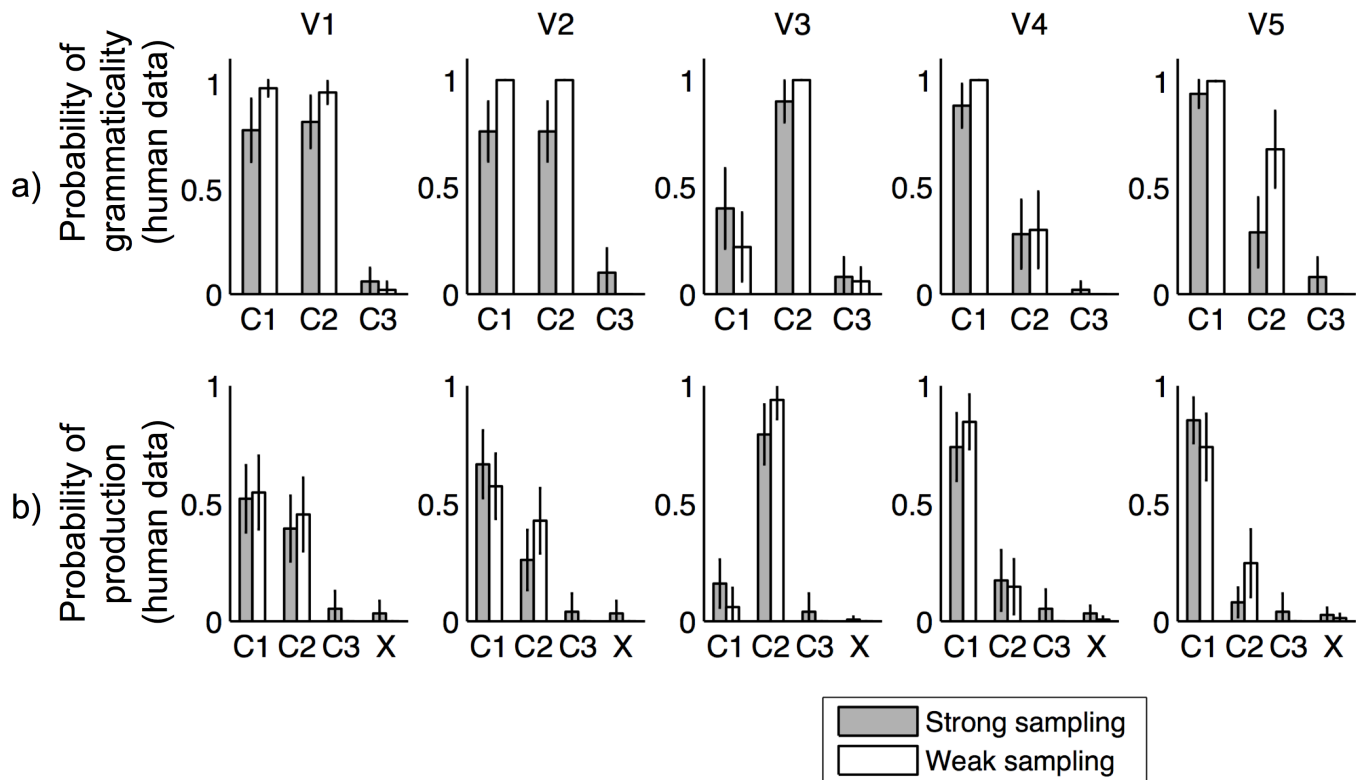 V1 V2 V3 V4 V5
a)
Probability of
grammaticality
(human data)
1 1 1 1 1
0.5 0.5 0.5 0.5 0.5
0 0 0 0 0
C1 C2 C3 C1 C2 C3 C1 C2 C3 C1 C2 C3 C1 C2 C3
b)
Probability of
production
(human data)
1 1 1 1 1
0.5 0.5 0.5 0.5 0.5
0 0 0 0 0
C1 C2 C3 X C1 C2 C3 X C1 C2 C3 X C1 C2 C3 X C1 C2 C3 X
Strong sampling
Weak sampling